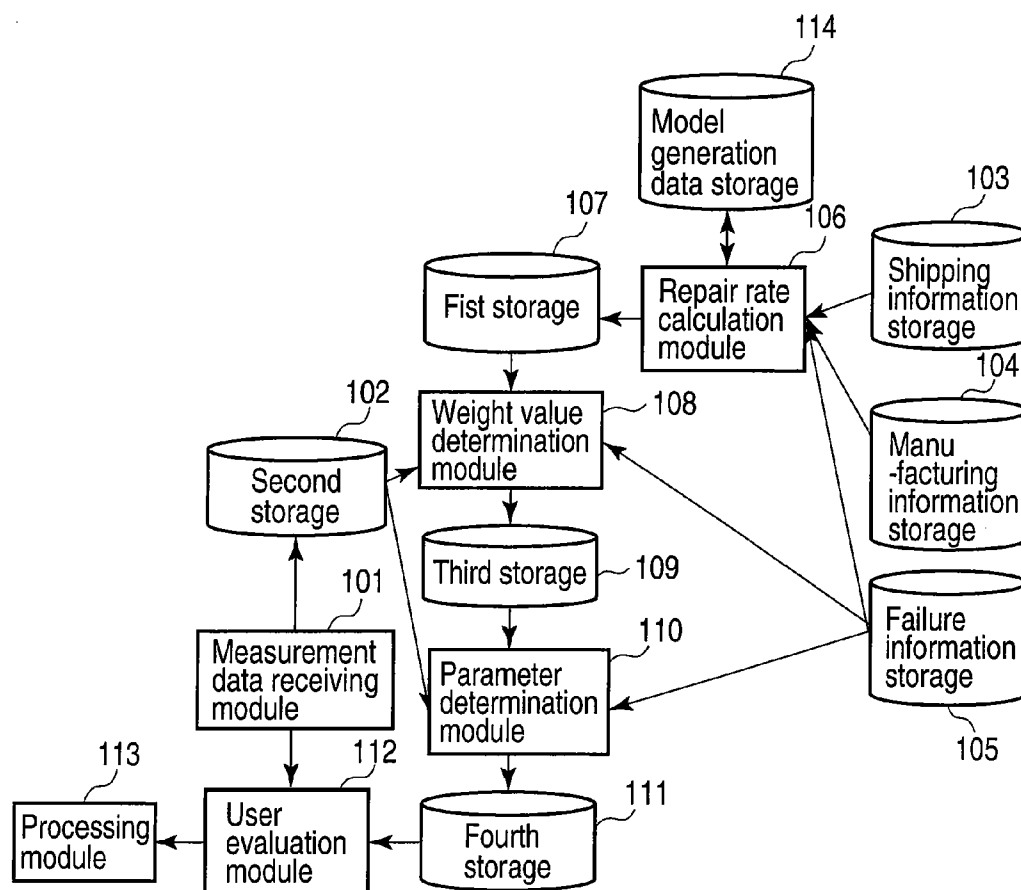 114
Model
generation
data storage
103
107
106
Shipping
information
storage
Fist storage
Repair rate
calculation
module
104
102
Weight value
determination
module
108
Manu
-facturing
information
storage
Second
storage
Third storage
109
101
110
Failure
information
storage
Measurement
data receiving
module
Parameter
determination
module
105
113
112
111
Processing
module
User
evaluation
module
Fourth
storage